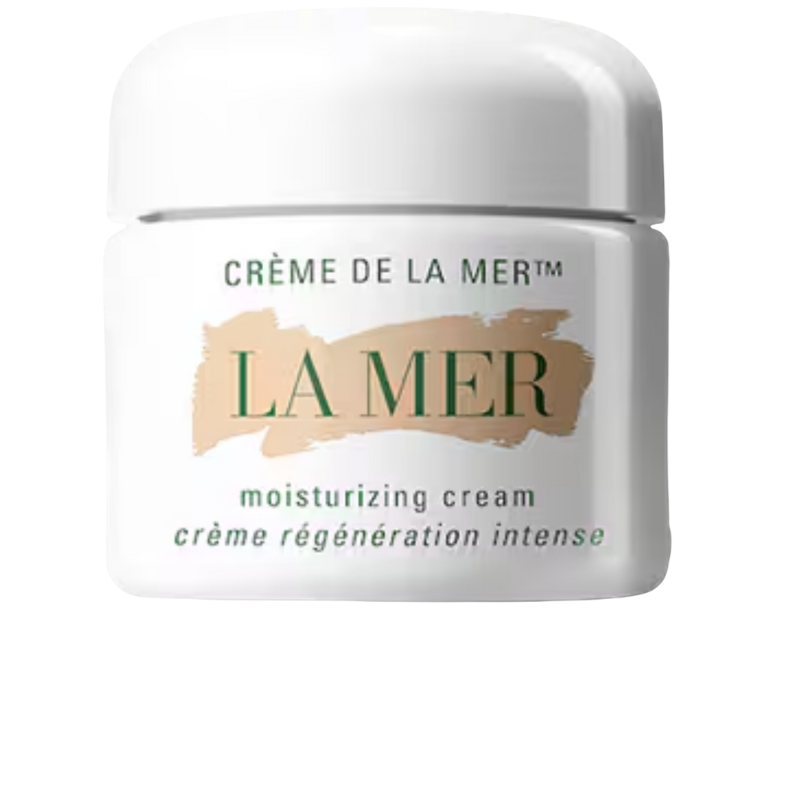 CRÈME DE LA MER™
LA MER
moisturizing cream
crème régénération intense